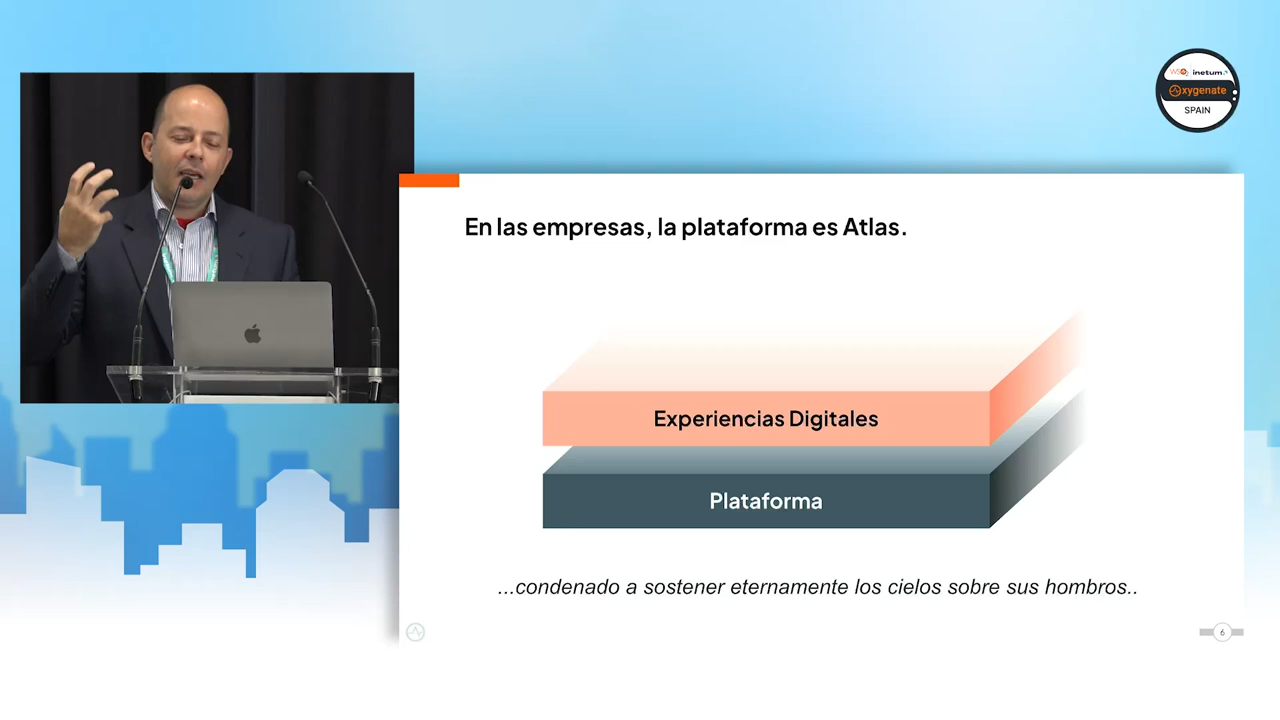 WSO2 inetum.
Oxygenate
SPAIN
En las empresas, la plataforma es Atlas.
Experiencias Digitales
Plataforma
...condenado a sostener eternamente los cielos sobre sus hombros..
6